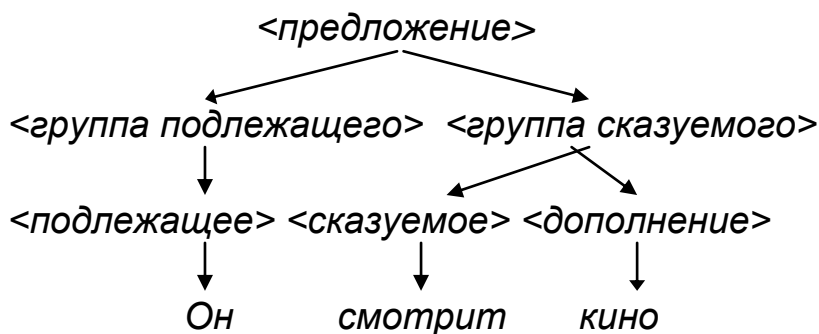 <предложение>
<группа подлежащего> <группа сказуемого>
<подлежащее> <сказуемое> <дополнение>
Он смотрит кино